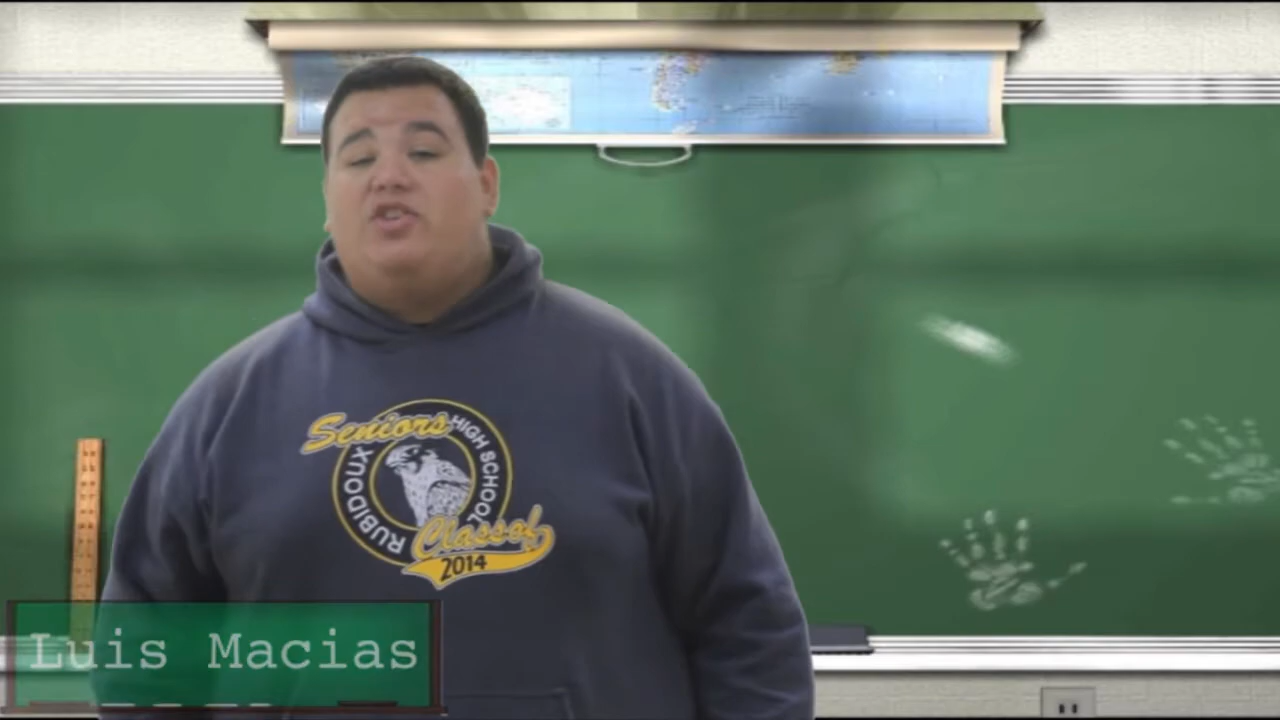 Seniors
RUBIDOUX HIGH SCHOOL
Class of
2014
Luis Macias